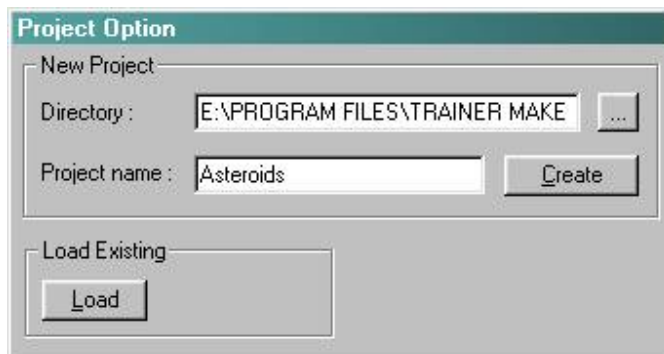 Project Option
New Project
Directory : E:\PROGRAM FILES\TRAINER MAKE ...
Project name : Asteroids Create
Load Existing
Load